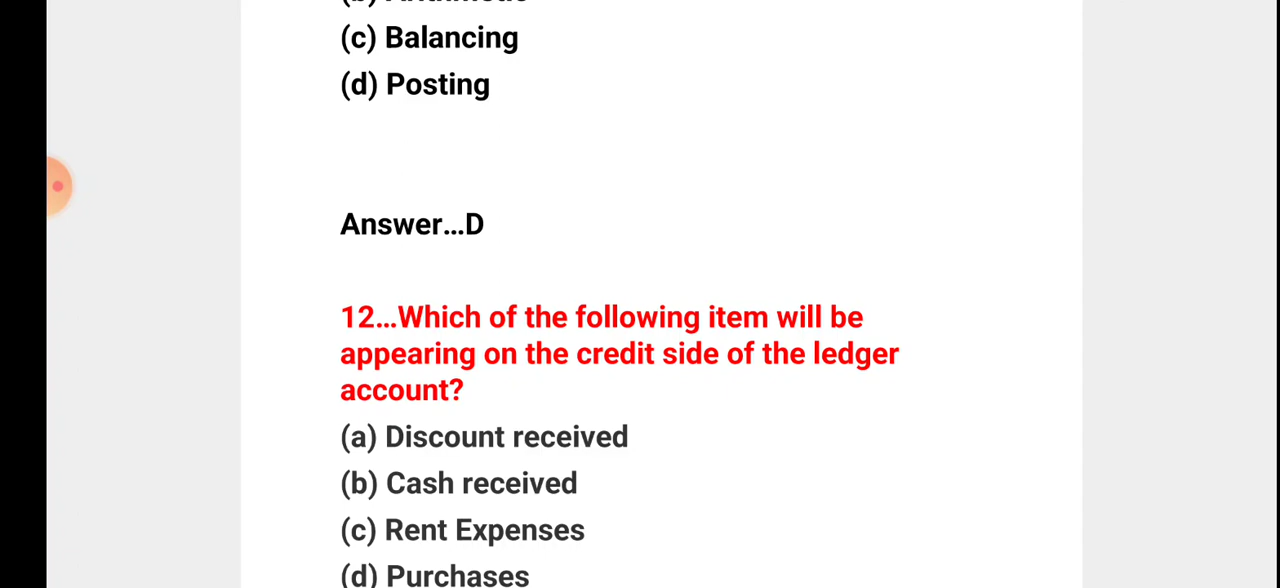 (c) Balancing
(d) Posting
Answer...D
12...Which of the following item will be
appearing on the credit side of the ledger
account?
(a) Discount received
(b) Cash received
(c) Rent Expenses
(d) Purchases